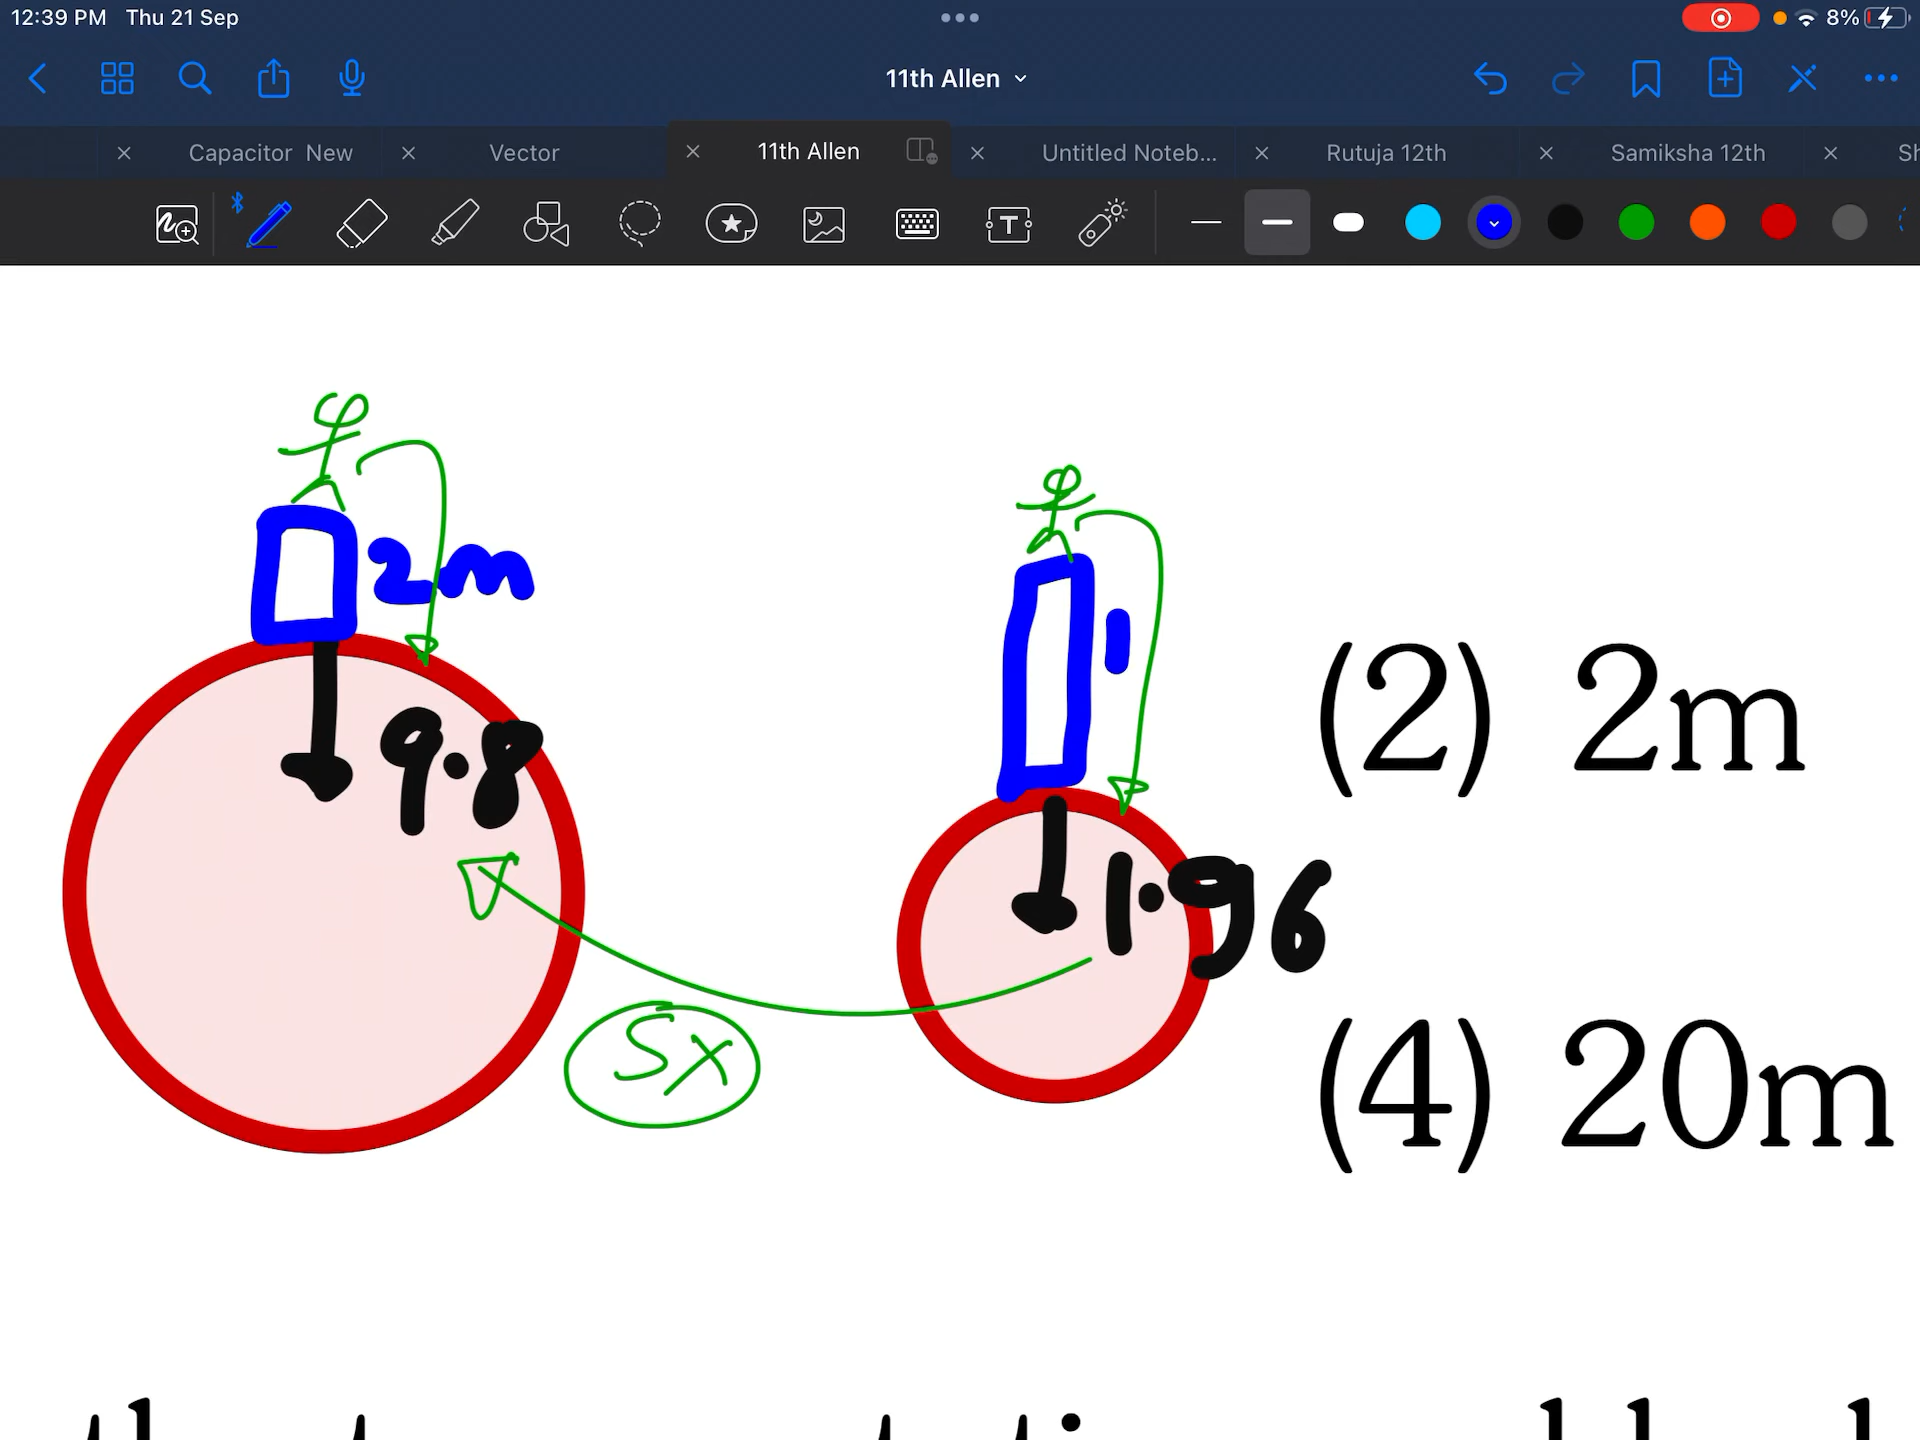 12:39 PM Thu 21 Sep
8%
11th Allen
Capacitor New
Vector
11th Allen
Untitled Noteb...
Rutuja 12th
Samiksha 12th
Sh
T
2m
(2) 2m
9.8
1.96
5x
(4) 20m